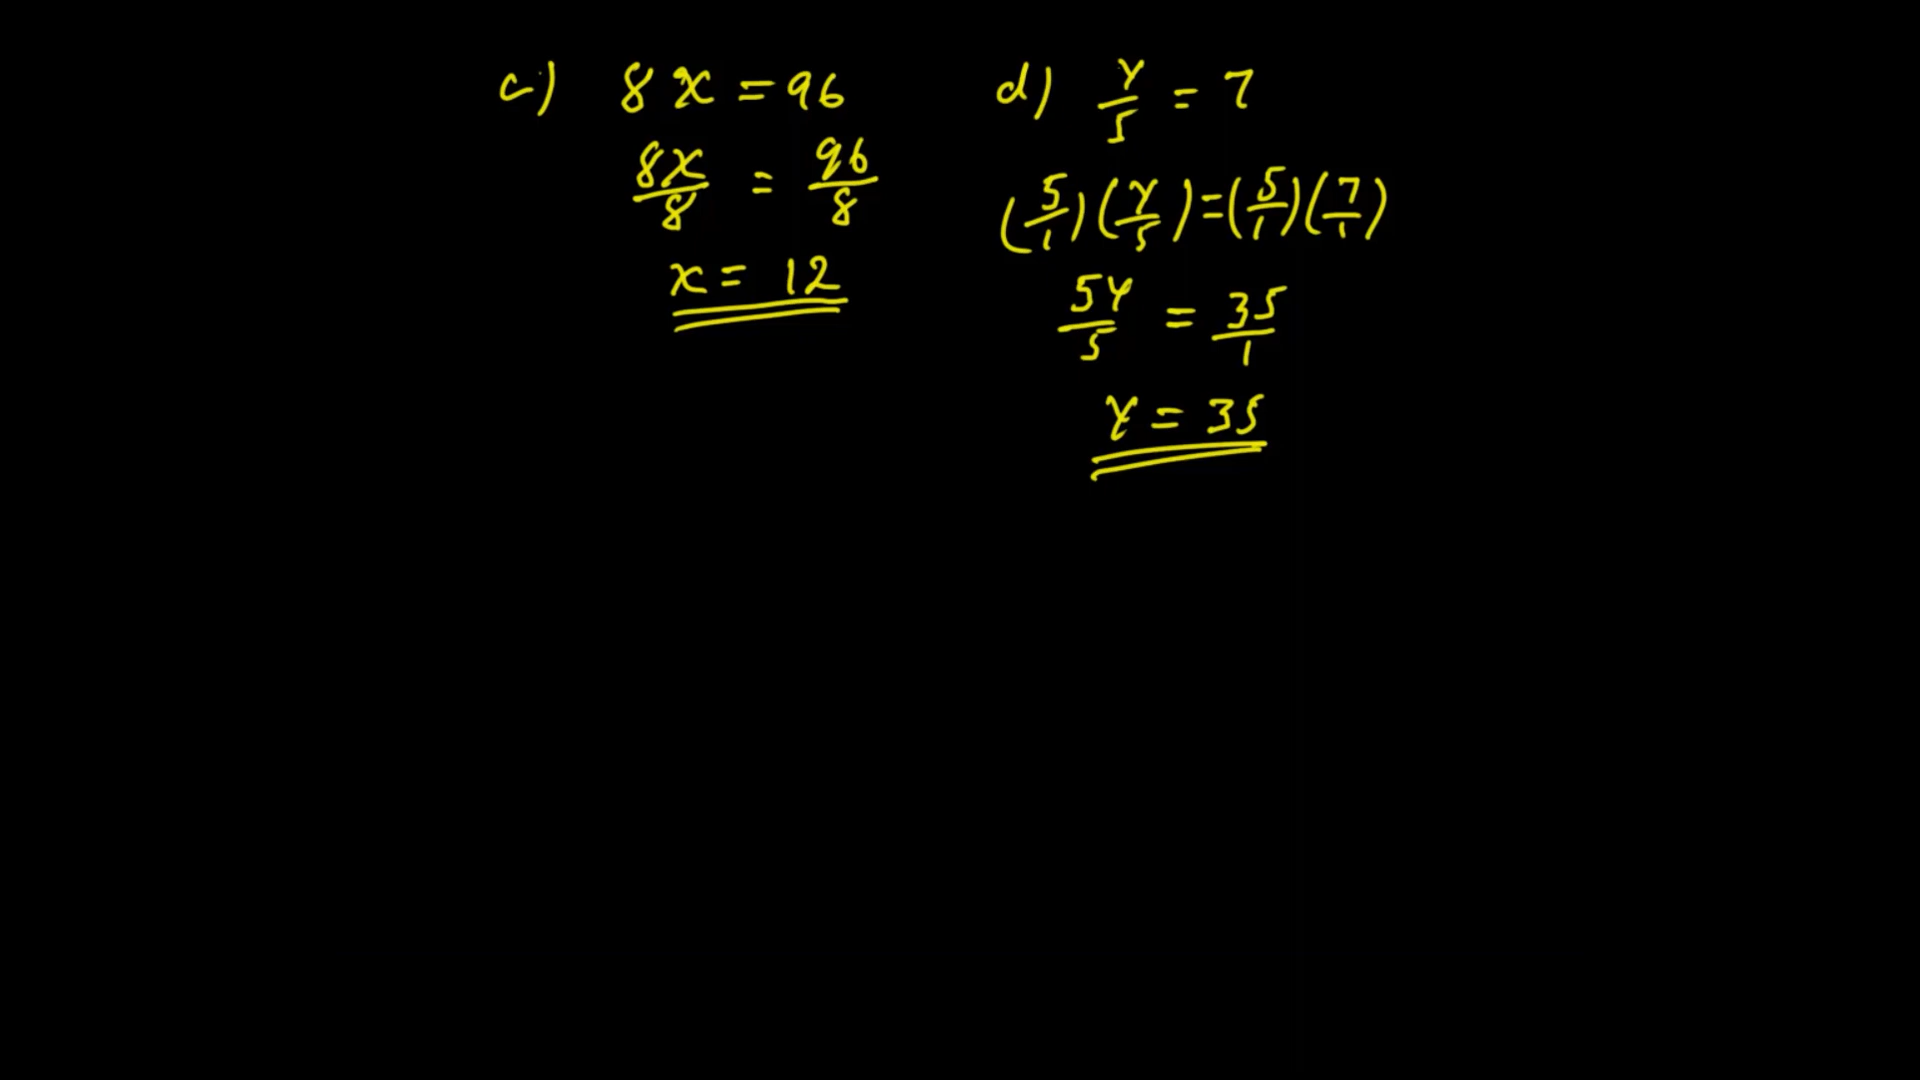 c) 8x = 96
8x/8 = 96/8
x = 12
d) y/5 = 7
(5/1)(y/5) = (5/1)(7/1)
5y/5 = 35/1
y = 35